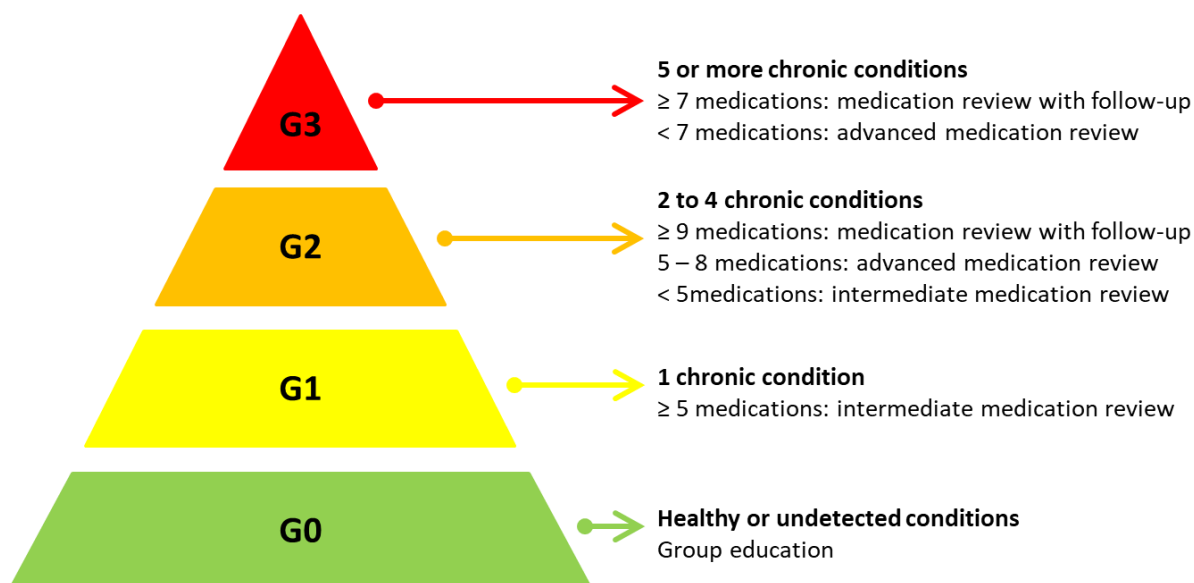 G3
5 or more chronic conditions
≥ 7 medications: medication review with follow-up
< 7 medications: advanced medication review
G2
2 to 4 chronic conditions
≥ 9 medications: medication review with follow-up
5 – 8 medications: advanced medication review
< 5medications: intermediate medication review
G1
1 chronic condition
≥ 5 medications: intermediate medication review
G0
Healthy or undetected conditions
Group education